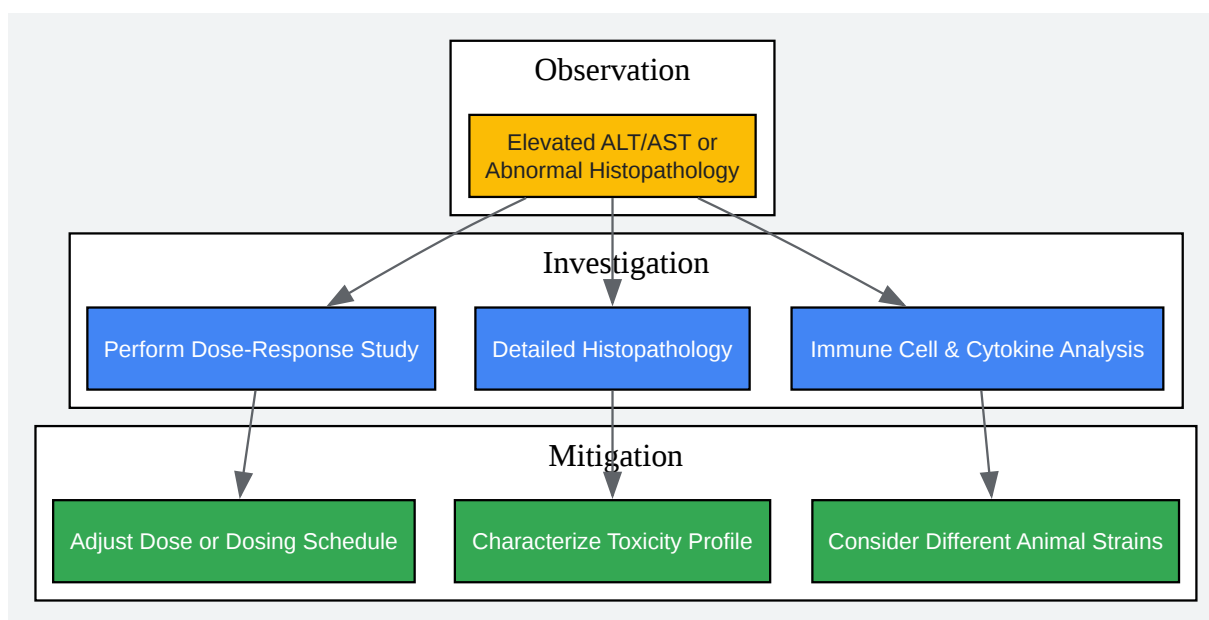 Observation
Elevated ALT/AST or
Abnormal Histopathology
Investigation
Perform Dose-Response Study
Detailed Histopathology
Immune Cell & Cytokine Analysis
Mitigation
Adjust Dose or Dosing Schedule
Characterize Toxicity Profile
Consider Different Animal Strains